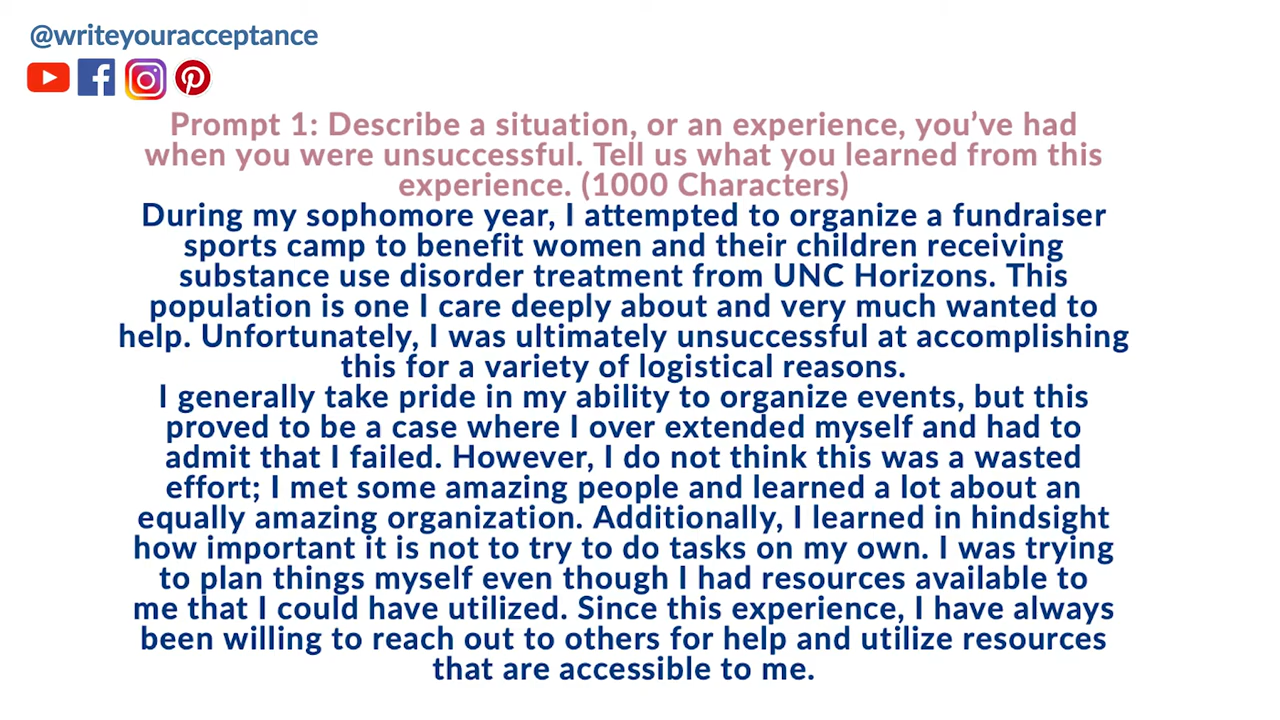 @writeyouracceptance
Prompt 1: Describe a situation, or an experience, you've had
when you were unsuccessful. Tell us what you learned from this
experience. (1000 Characters)
During my sophomore year, I attempted to organize a fundraiser
sports camp to benefit women and their children receiving
substance use disorder treatment from UNC Horizons. This
population is one I care deeply about and very much wanted to
help. Unfortunately, I was ultimately unsuccessful at accomplishing
this for a variety of logistical reasons.
I generally take pride in my ability to organize events, but this
proved to be a case where I over extended myself and had to
admit that I failed. However, I do not think this was a wasted
effort; I met some amazing people and learned a lot about an
equally amazing organization. Additionally, I learned in hindsight
how important it is not to try to do tasks on my own. I was trying
to plan things myself even though I had resources available to
me that I could have utilized. Since this experience, I have always
been willing to reach out to others for help and utilize resources
that are accessible to me.